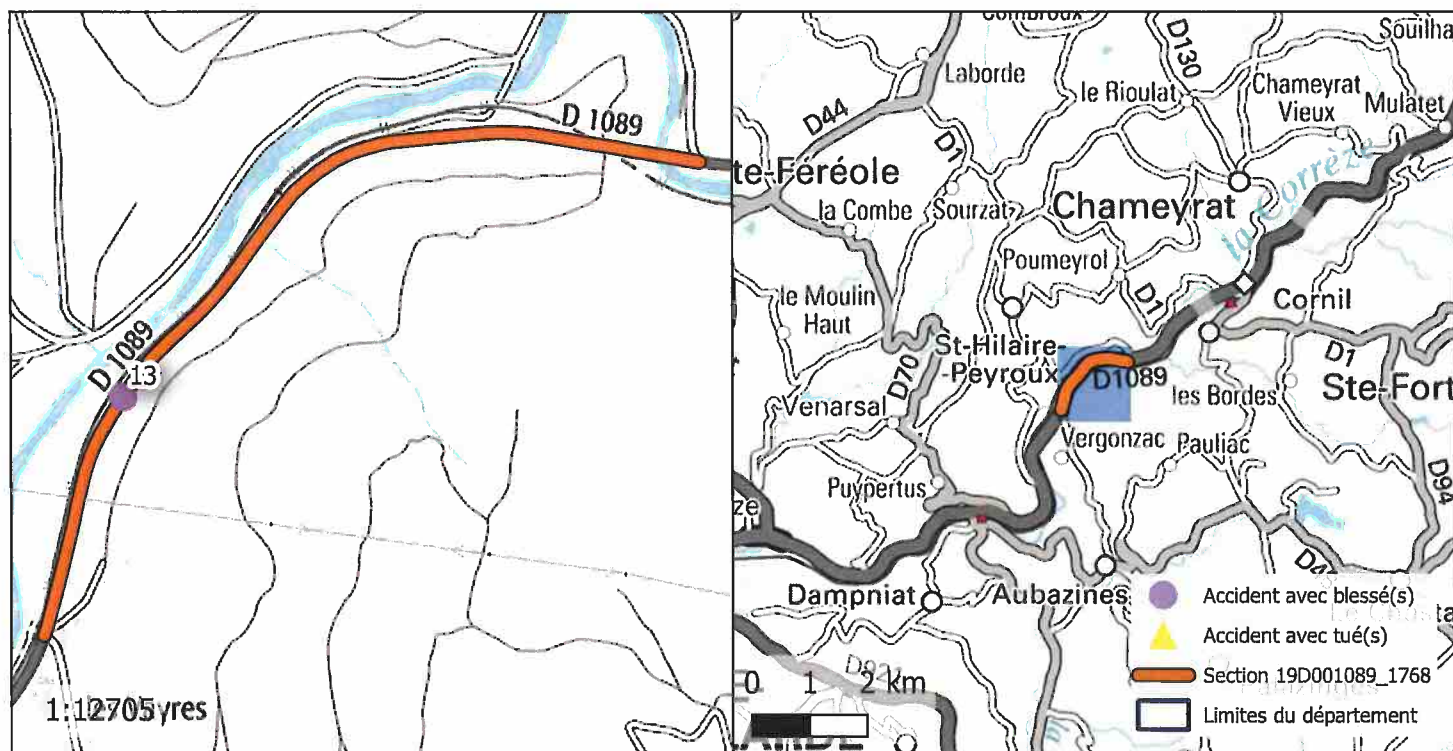 D 1089
D 1089
13
1:12705
yres
Laborde
D130
le Rioulat
Chameyrat
Vieux
Mulatet
D44
D1
te-Féréole
la Combe
Sourzat
Chameyrat
la Corrèze
Poumeyrol
le Moulin
Haut
D1
Cornil
St-Hilaire-
-Peyroux
D70
D1089
D1
les Bordes
Ste-Fort
Venarsal
Vergonzac
Pauliac
Puypertus
D94
ze
Dampniat
Aubazines
Accident avec blessé(s)
Accident avec tué(s)
D921
0 1 2 km
Section 19D001089_1768
Limites du département